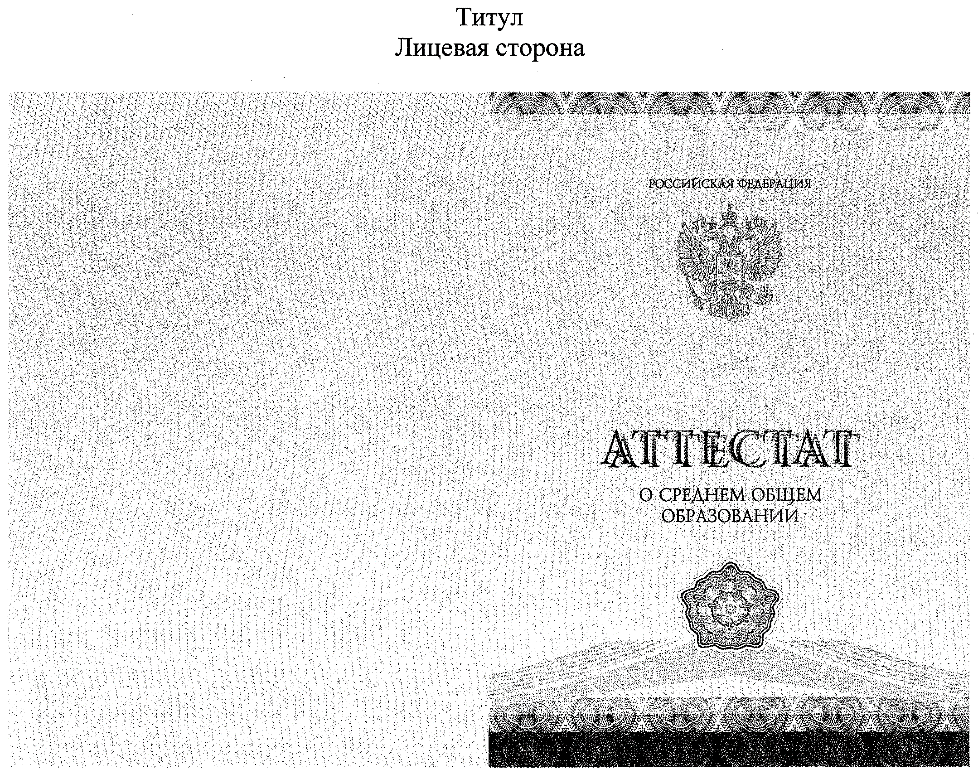 Титул
Лицевая сторона
РОССИЙСКАЯ ФЕДЕРАЦИЯ
АТТЕСТАТ
О СРЕДНЕМ ОБЩЕМ
ОБРАЗОВАНИИ